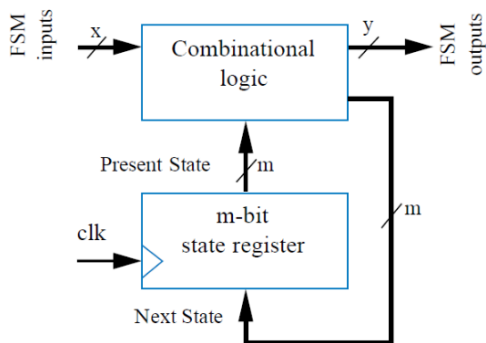 FSM
inputs
x
Combinational
logic
y
FSM
outputs
Present State
m
m
clk
m-bit
state register
Next State